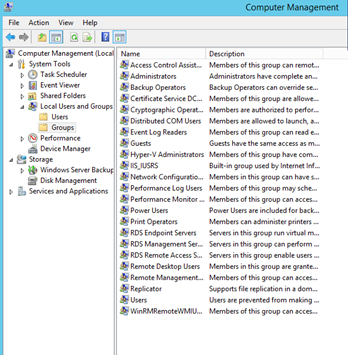 Computer Management
File Action View Help
Computer Management (Local
System Tools
Task Scheduler
Event Viewer
Shared Folders
Local Users and Groups
Users
Groups
Performance
Device Manager
Storage
Windows Server Backup
Disk Management
Services and Applications
Name Description
Access Control Assist... Members of this group can remot...
Administrators Administrators have complete an...
Backup Operators Backup Operators can override se...
Certificate Service DC... Members of this group are allowe...
Cryptographic Operat... Members are authorized to perfor...
Distributed COM Users Members are allowed to launch, a...
Event Log Readers Members of this group can read e...
Guests Guests have the same access as m...
Hyper-V Administrators Members of this group have com...
IIS_IUSRS Built-in group used by Internet Inf...
Network Configuratio... Members in this group can have s...
Performance Log Users Members of this group may sche...
Performance Monitor ... Members of this group can acces...
Power Users Power Users are included for back...
Print Operators Members can administer printers ...
RDS Endpoint Servers Servers in this group run virtual m...
RDS Management Ser... Servers in this group can perform ...
RDS Remote Access S... Servers in this group enable users ...
Remote Desktop Users Members in this group are grante...
Remote Management... Members of this group can acces...
Replicator Supports file replication in a dom...
Users Users are prevented from making ...
WinRMRemoteWMIU... Members of this group can acces...